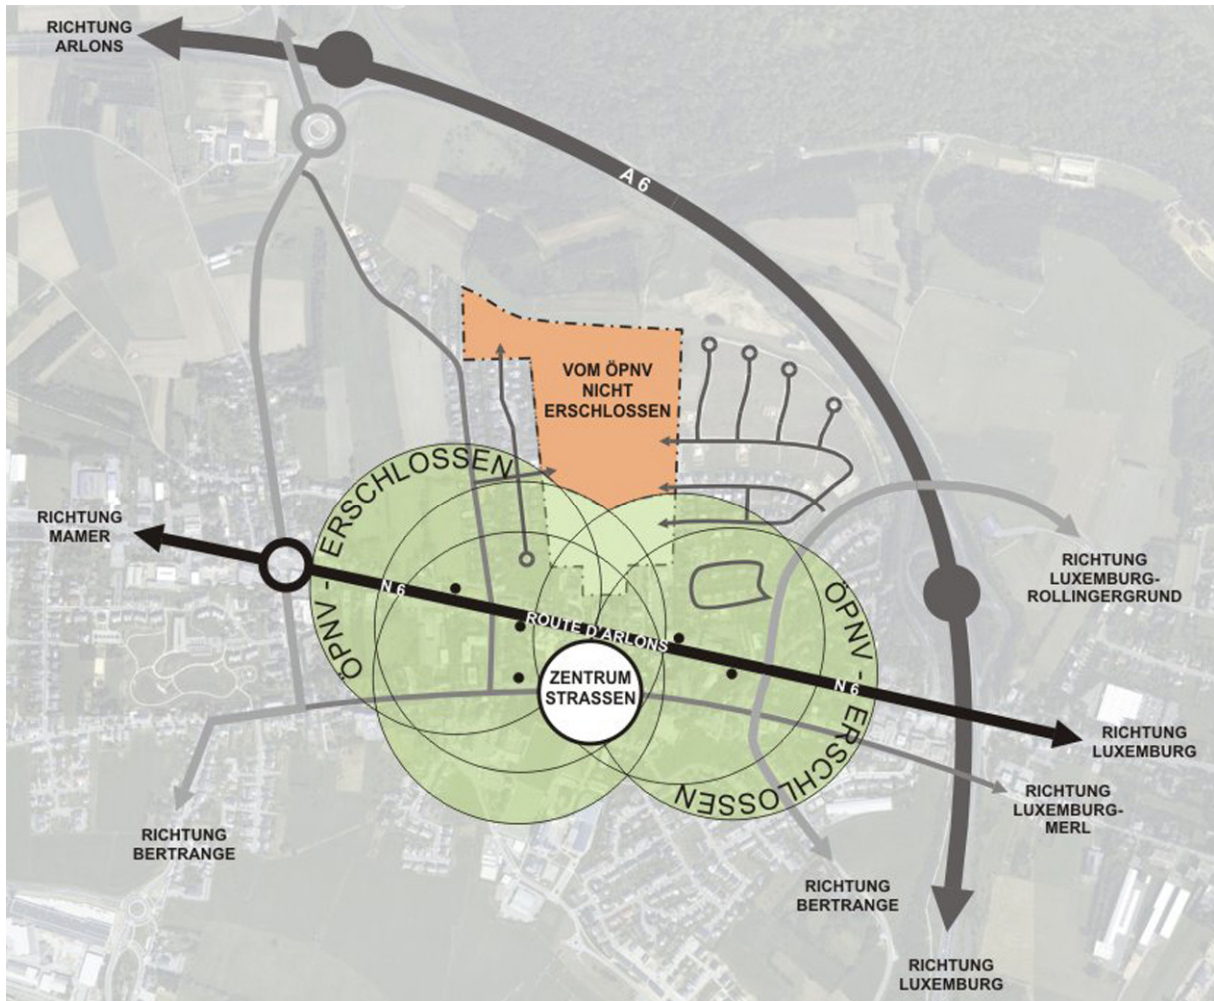 RICHTUNG
ARLONS
A 6
VOM ÖPNV
NICHT
ERSCHLOSSEN
ÖPNV - ERSCHLOSSEN
RICHTUNG
MAMER
N 6
ROUTE D'ARLONS
N 6
ÖPNV - ERSCHLOSSEN
RICHTUNG
LUXEMBURG-
ROLLINGERGRUND
ZENTRUM
STRASSEN
RICHTUNG
LUXEMBURG
RICHTUNG
LUXEMBURG-
MERL
RICHTUNG
BERTRANGE
RICHTUNG
BERTRANGE
RICHTUNG
LUXEMBURG